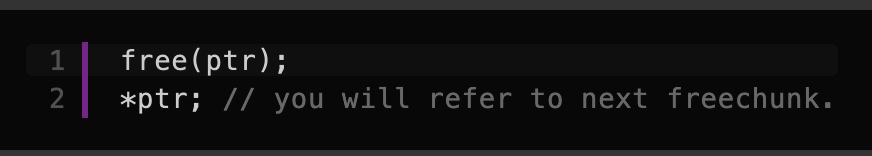 1 free(ptr);
2 *ptr; // you will refer to next freechunk.